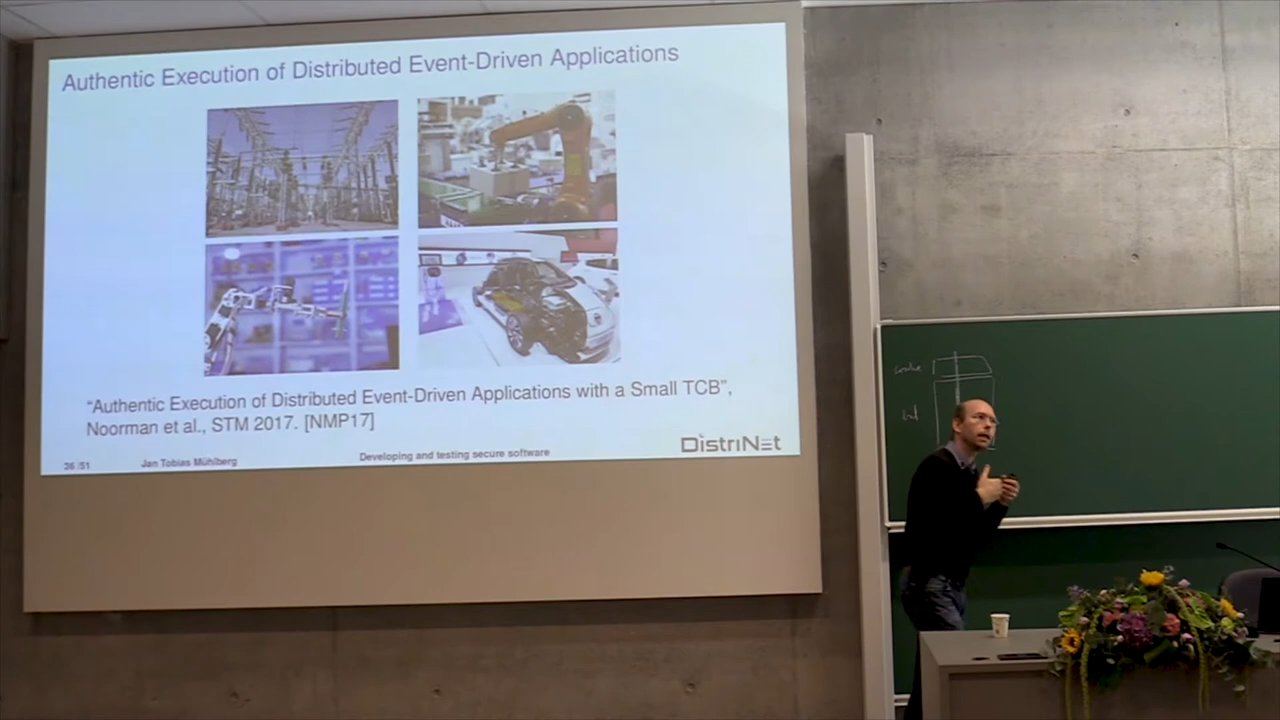 Authentic Execution of Distributed Event-Driven Applications
“Authentic Execution of Distributed Event-Driven Applications with a Small TCB”,
Noorman et al., STM 2017. [NMP17]
36 /51
Jan Tobias Mühlberg
Developing and testing secure software
DistriNet